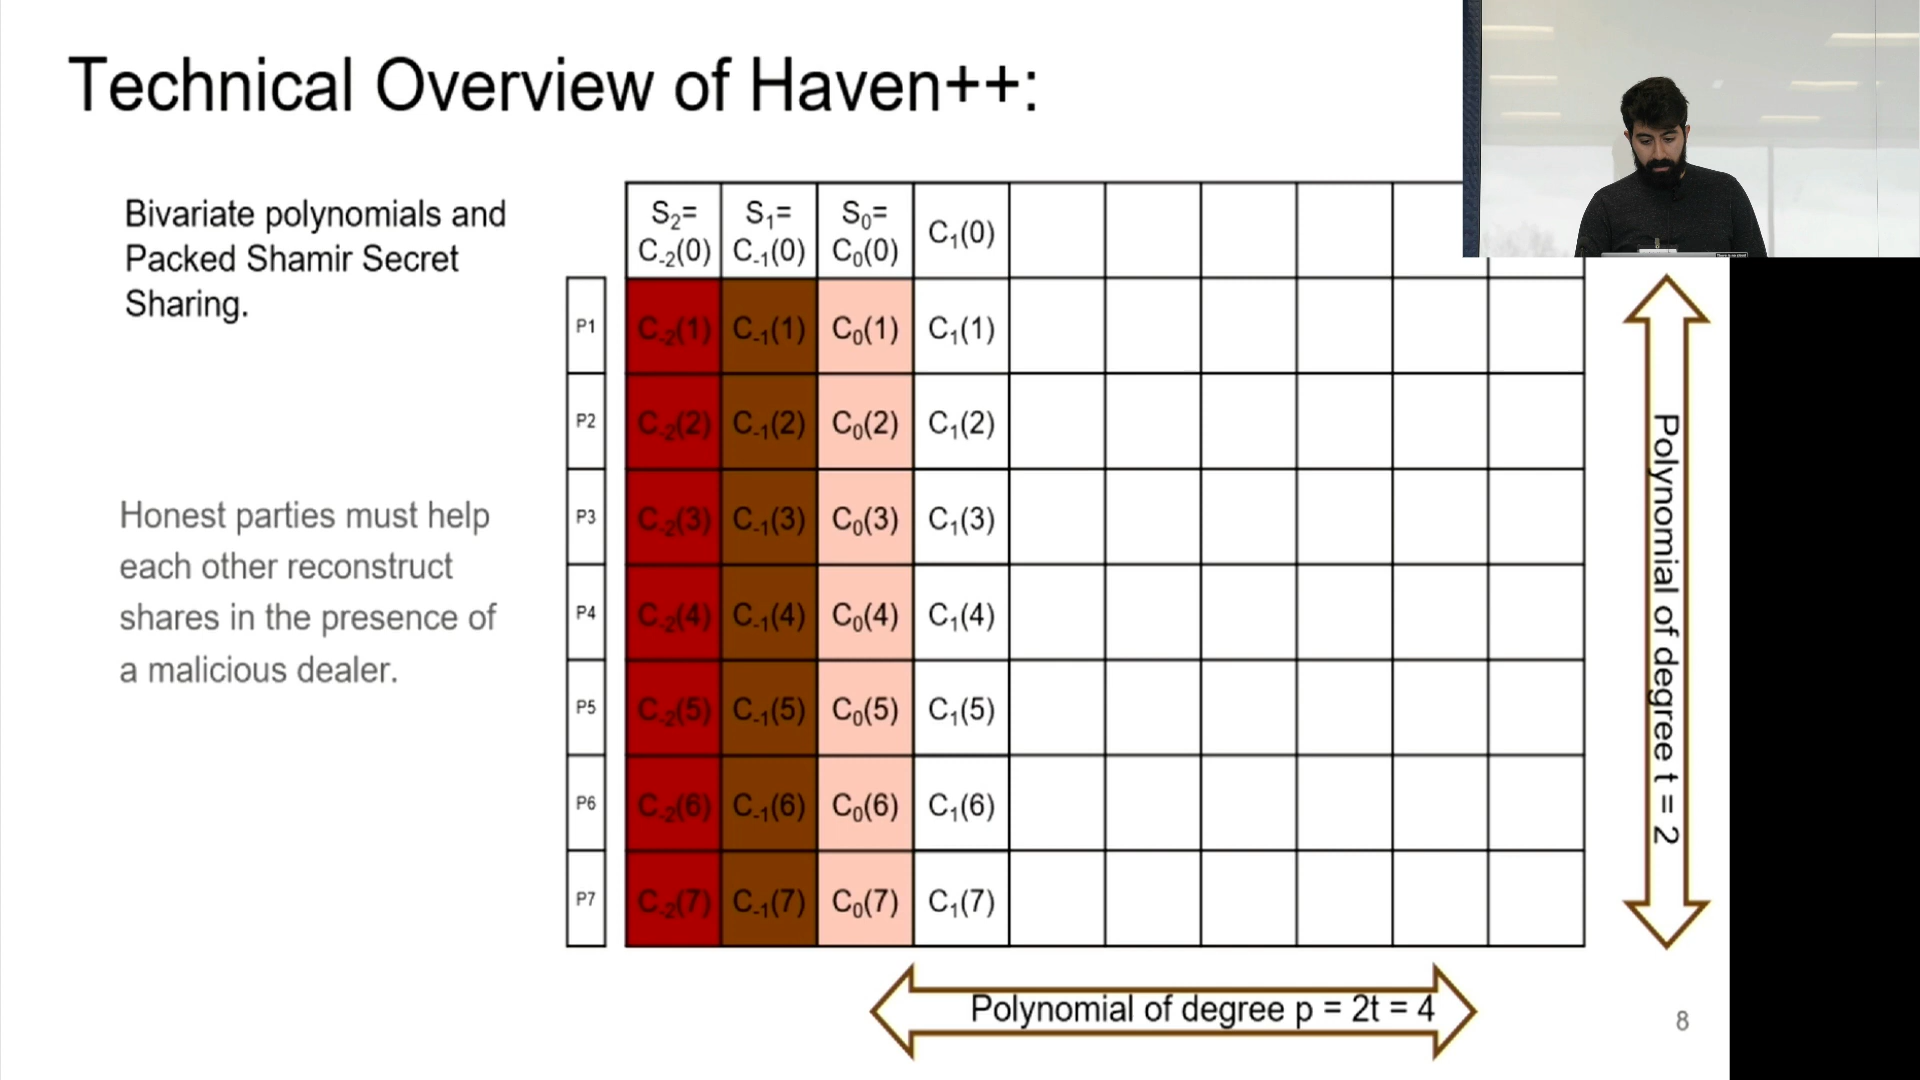 Technical Overview of Haven++:
Bivariate polynomials and
Packed Shamir Secret
Sharing.
Honest parties must help
each other reconstruct
shares in the presence of
a malicious dealer.
S₂= S₁= S₀=
C₋₂(0) C₋₁(0) C₀(0) C₁(0)
P1 C₋₂(1) C₋₁(1) C₀(1) C₁(1)
P2 C₋₂(2) C₋₁(2) C₀(2) C₁(2)
P3 C₋₂(3) C₋₁(3) C₀(3) C₁(3)
P4 C₋₂(4) C₋₁(4) C₀(4) C₁(4)
P5 C₋₂(5) C₋₁(5) C₀(5) C₁(5)
P6 C₋₂(6) C₋₁(6) C₀(6) C₁(6)
P7 C₋₂(7) C₋₁(7) C₀(7) C₁(7)
Polynomial of degree t = 2
Polynomial of degree p = 2t = 4
8